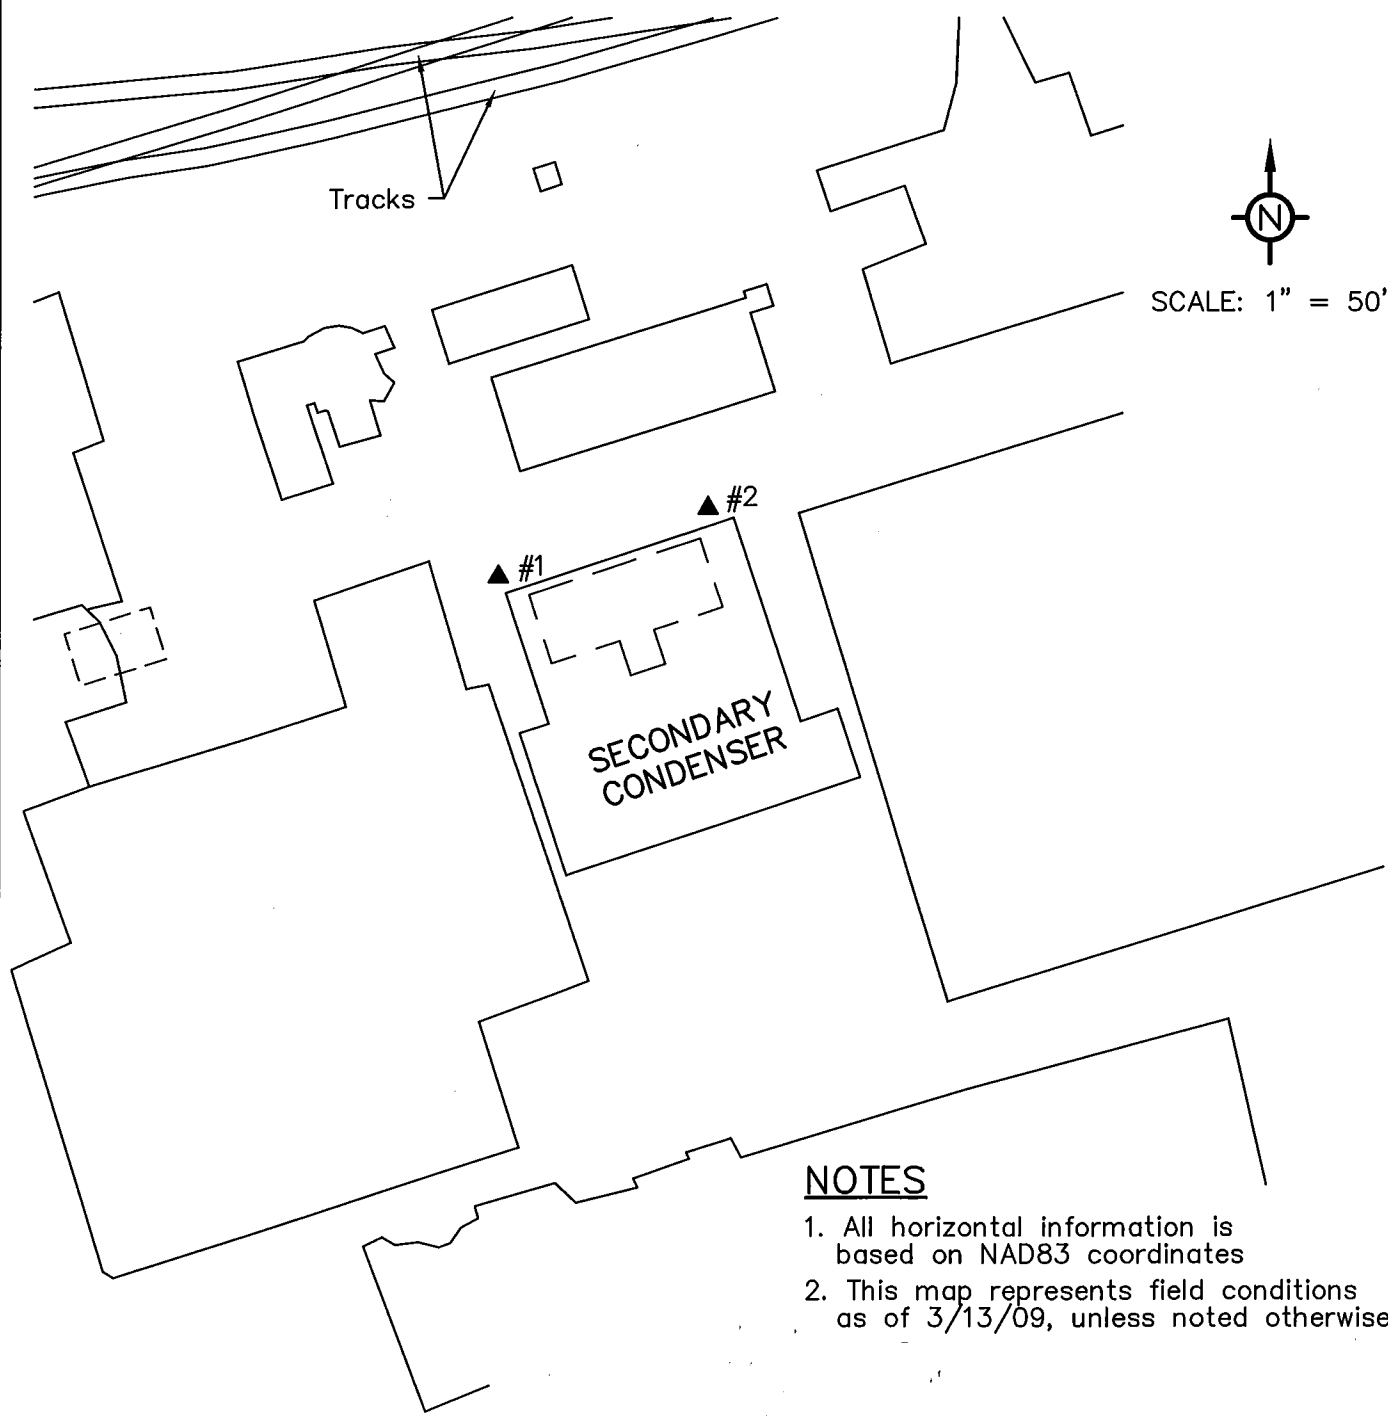 Tracks
N
SCALE: 1" = 50'
#2
#1
SECONDARY
CONDENSER
NOTES
1. All horizontal information is
based on NAD83 coordinates
2. This map represents field conditions
as of 3/13/09, unless noted otherwise